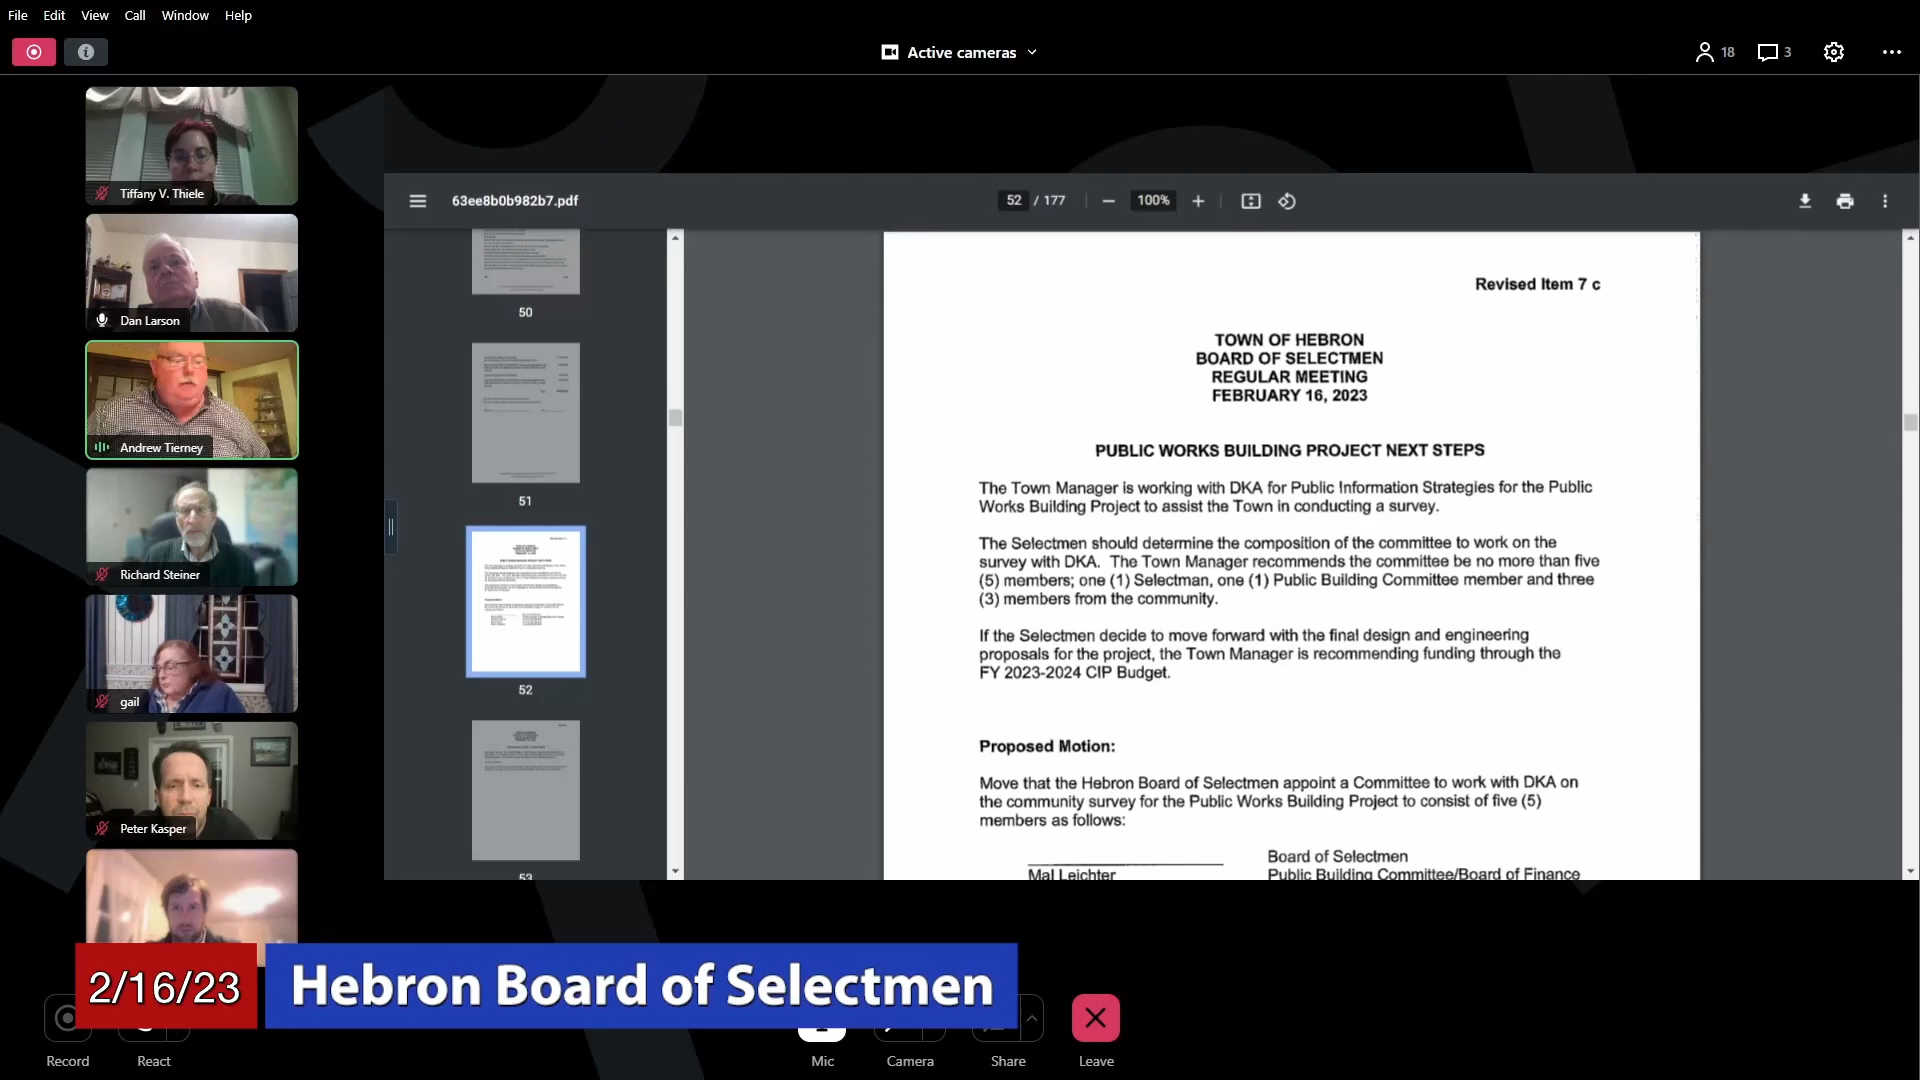 File Edit View Call Window Help
Active cameras
18
3
Tiffany V. Thiele
Dan Larson
Andrew Tierney
Richard Steiner
gail
Peter Kasper
63ee8b0b982b7.pdf
52 / 177
100%
50
51
52
53
Revised Item 7 c
TOWN OF HEBRON
BOARD OF SELECTMEN
REGULAR MEETING
FEBRUARY 16, 2023
PUBLIC WORKS BUILDING PROJECT NEXT STEPS
The Town Manager is working with DKA for Public Information Strategies for the Public
Works Building Project to assist the Town in conducting a survey.
The Selectmen should determine the composition of the committee to work on the
survey with DKA. The Town Manager recommends the committee be no more than five
(5) members; one (1) Selectman, one (1) Public Building Committee member and three
(3) members from the community.
If the Selectmen decide to move forward with the final design and engineering
proposals for the project, the Town Manager is recommending funding through the
FY 2023-2024 CIP Budget.
Proposed Motion:
Move that the Hebron Board of Selectmen appoint a Committee to work with DKA on
the community survey for the Public Works Building Project to consist of five (5)
members as follows:
Board of Selectmen
Mal Leichter Public Building Committee/Board of Finance
2/16/23 Hebron Board of Selectmen
Record React Mic Camera Share Leave